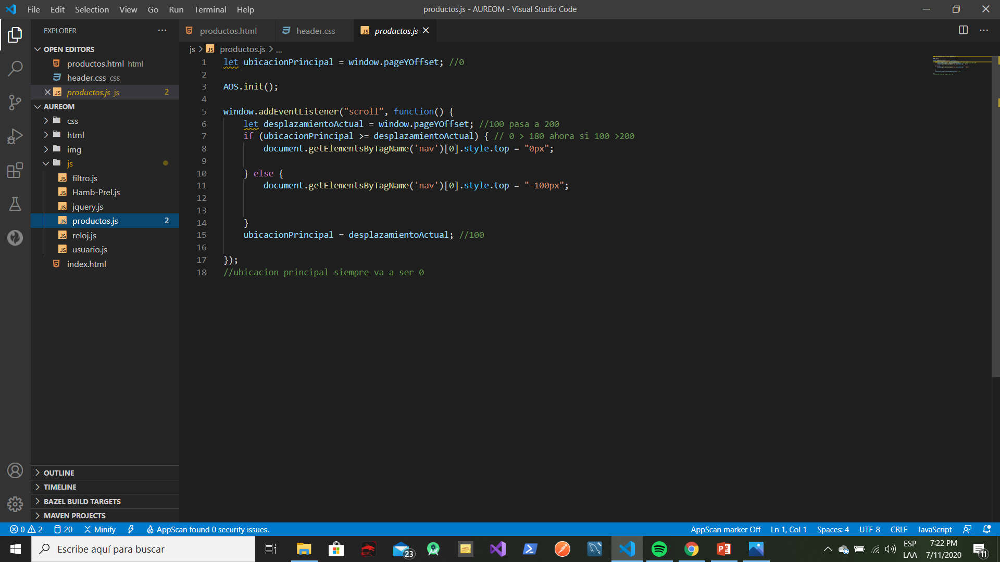 File Edit Selection View Go Run Terminal Help
productos.js - AUREOM - Visual Studio Code
EXPLORER
OPEN EDITORS
productos.html html
header.css css
productos.js js 2
AUREOM
css
html
img
js
filtro.js
Hamb-Prel.js
jquery.js
productos.js 2
reloj.js
usuario.js
index.html
OUTLINE
TIMELINE
BAZEL BUILD TARGETS
MAVEN PROJECTS
productos.html header.css productos.js
js > productos.js > ...
1 let ubicacionPrincipal = window.pageYOffset; //0
2
3 AOS.init();
4
5 window.addEventListener("scroll", function() {
6 let desplazamientoActual = window.pageYOffset; //100 pasa a 200
7 if (ubicacionPrincipal >= desplazamientoActual) { // 0 > 180 ahora si 100 >200
8 document.getElementsByTagName('nav')[0].style.top = "0px";
9
10 } else {
11 document.getElementsByTagName('nav')[0].style.top = "-100px";
12
13
14 }
15 ubicacionPrincipal = desplazamientoActual; //100
16
17 });
18 //ubicacion principal siempre va a ser 0
0 2 20 Minify AppScan found 0 security issues.
AppScan marker Off Ln 1, Col 1 Spaces: 4 UTF-8 CRLF JavaScript
Escribe aquí para buscar
23
ESP
LAA
7:22 PM
7/11/2020
11